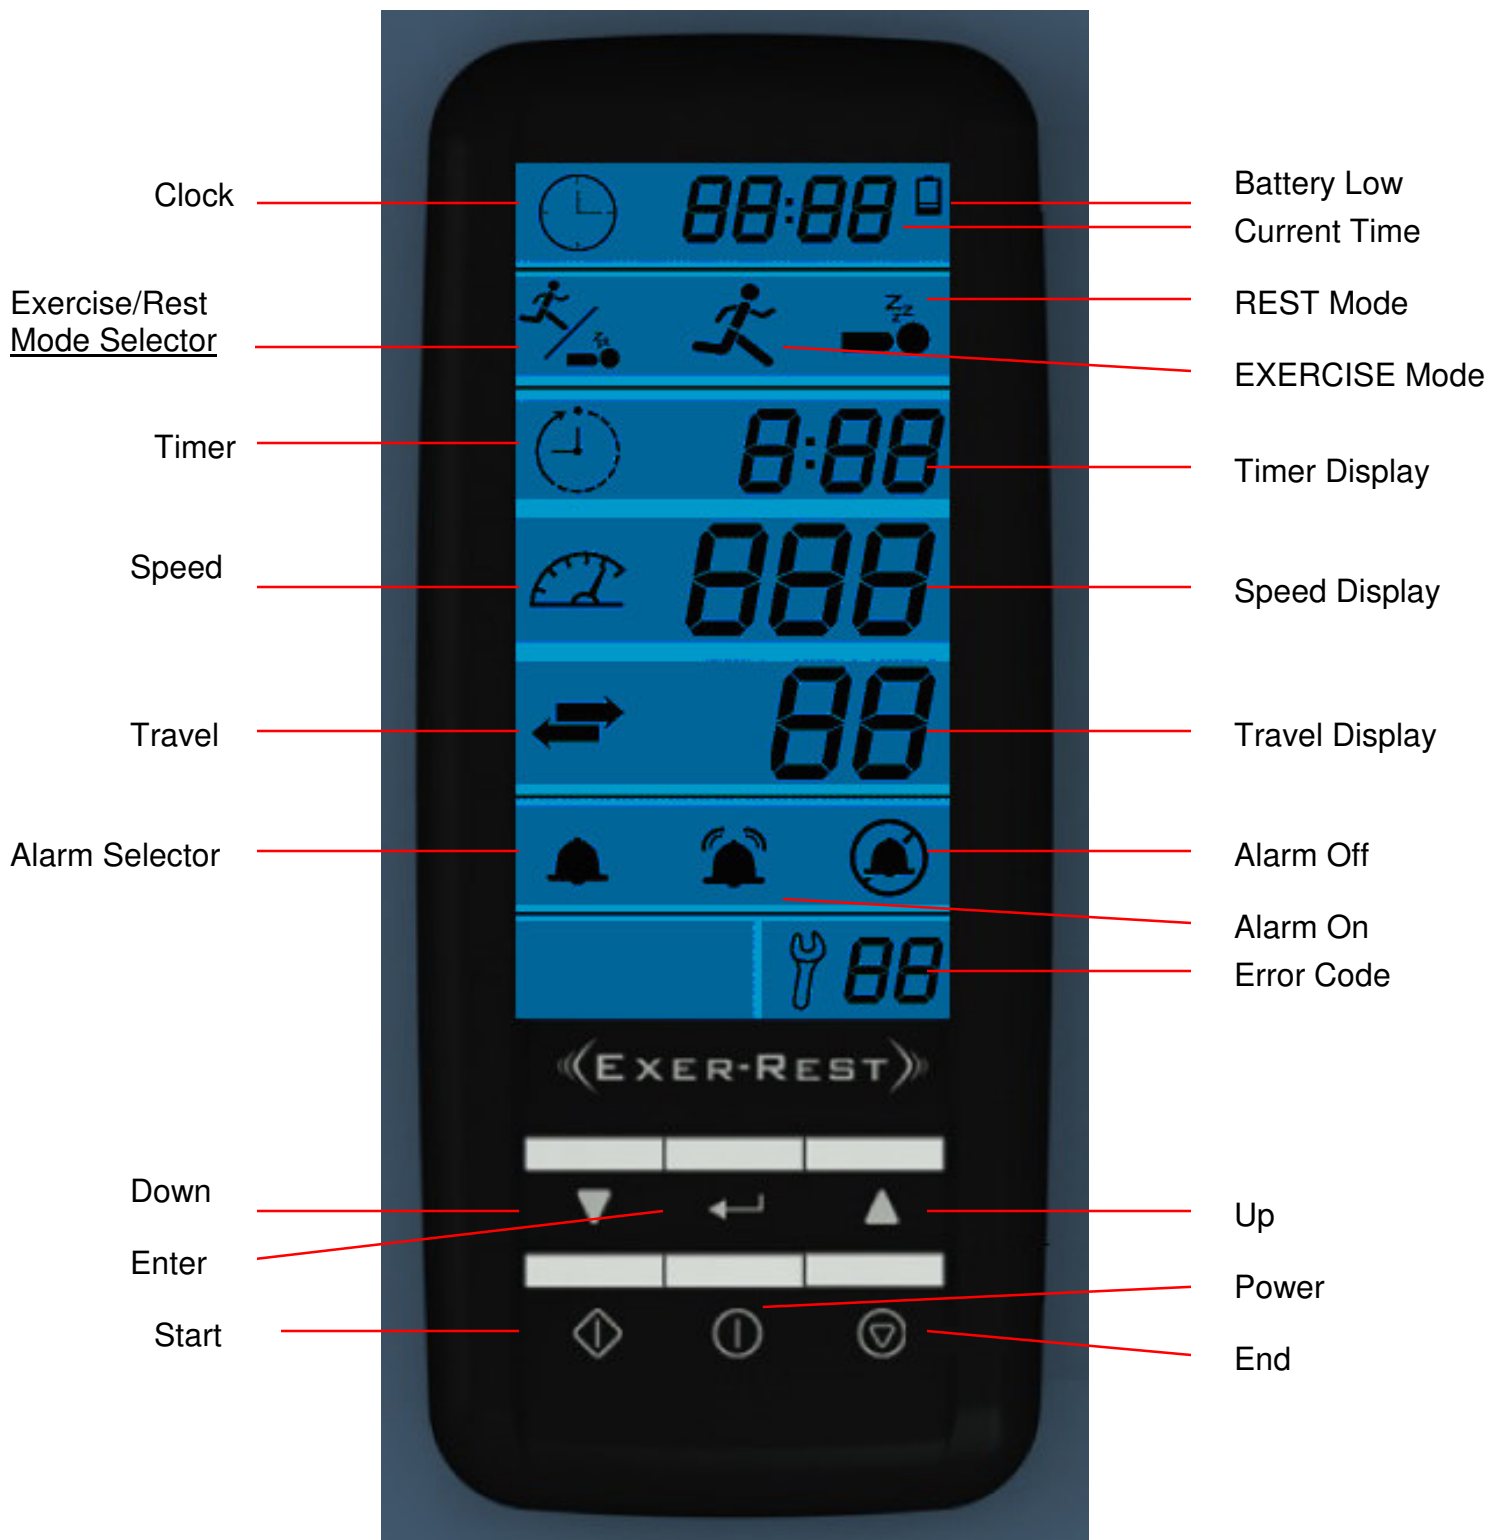 Clock
88:88
Battery Low
Current Time
Exercise/Rest
Mode Selector
zzz
zzz
REST Mode
EXERCISE Mode
Timer
8:88
Timer Display
Speed
888
Speed Display
Travel
88
Travel Display
Alarm Selector
Alarm Off
Alarm On
88
Error Code
EXER-REST
Down
Up
Enter
Power
Start
End